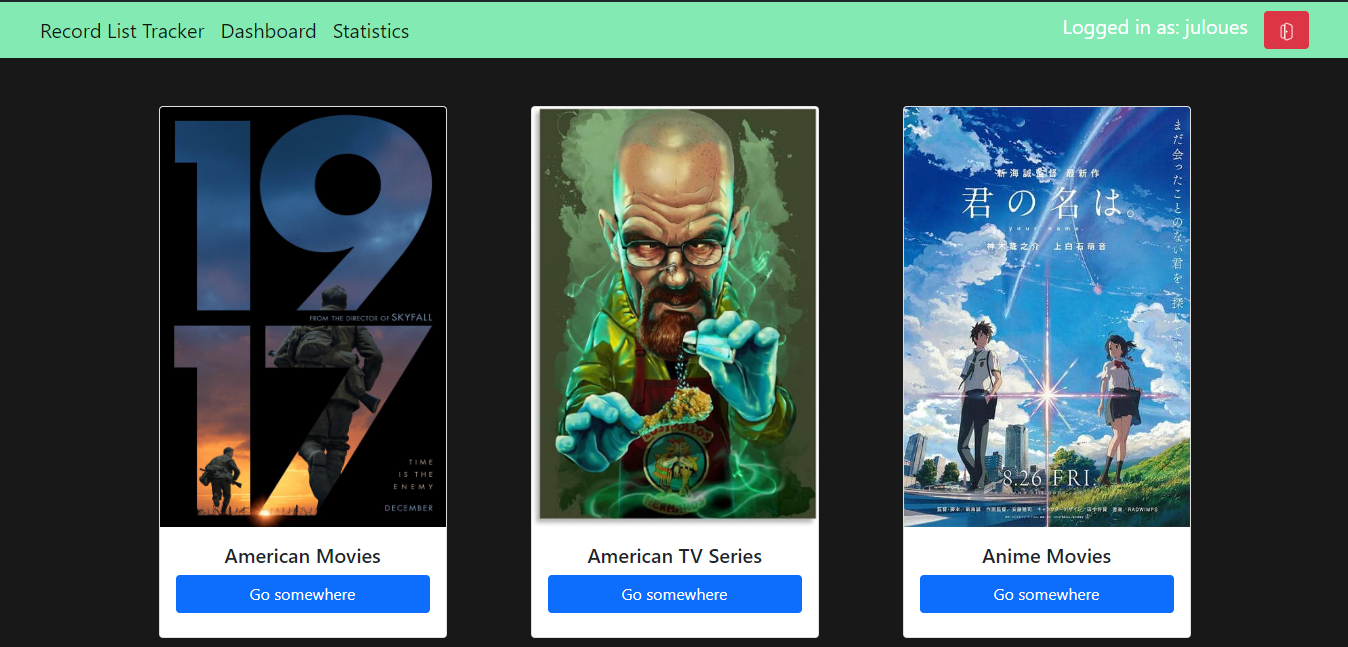 Record List Tracker Dashboard Statistics
Logged in as: juloues
19
FROM THE DIRECTOR OF SKYFALL
17
TIME
IS THE
ENEMY
DECEMBER
まだ会ったことのない君を、探している
新海誠監督 最新作
君の名は。
your name.
神木隆之介 上白石萌音
8.26 FRI.
American Movies
American TV Series
Anime Movies
Go somewhere
Go somewhere
Go somewhere